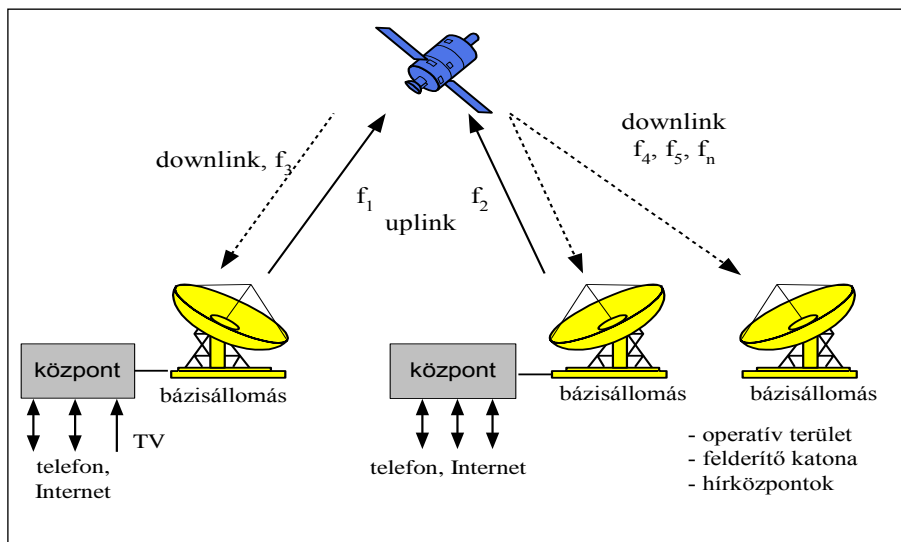 downlink, f₃
f₁
uplink
f₂
downlink
f₄, f₅, fₙ
központ
bázisállomás
TV
telefon,
Internet
központ
bázisállomás
telefon, Internet
bázisállomás
- operatív terület
- felderítő katona
- hírközpontok